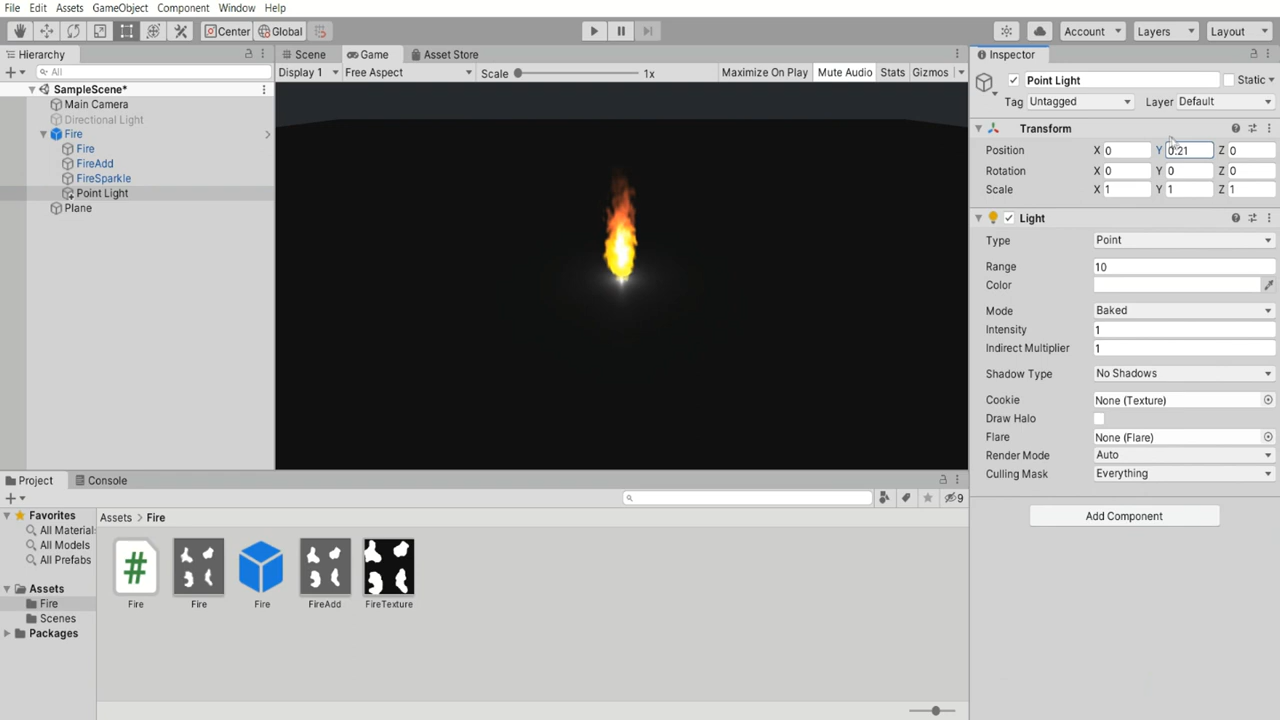 File Edit Assets GameObject Component Window Help
Center Global Account Layers Layout
Hierarchy
All
SampleScene*
Main Camera
Directional Light
Fire
Fire
FireAdd
FireSparkle
Point Light
Plane
Scene Game Asset Store
Display 1 Free Aspect Scale 1x Maximize On Play Mute Audio Stats Gizmos
Inspector
Point Light Static
Tag Untagged Layer Default
Transform
Position X 0 Y 0.21 Z 0
Rotation X 0 Y 0 Z 0
Scale X 1 Y 1 Z 1
Light
Type Point
Range 10
Color
Mode Baked
Intensity 1
Indirect Multiplier 1
Shadow Type No Shadows
Cookie None (Texture)
Draw Halo
Flare None (Flare)
Render Mode Auto
Culling Mask Everything
Add Component
Project Console
9
Favorites
All Material
All Models
All Prefabs
Assets
Fire
Scenes
Packages
Assets > Fire
#
Fire Fire Fire FireAdd FireTexture